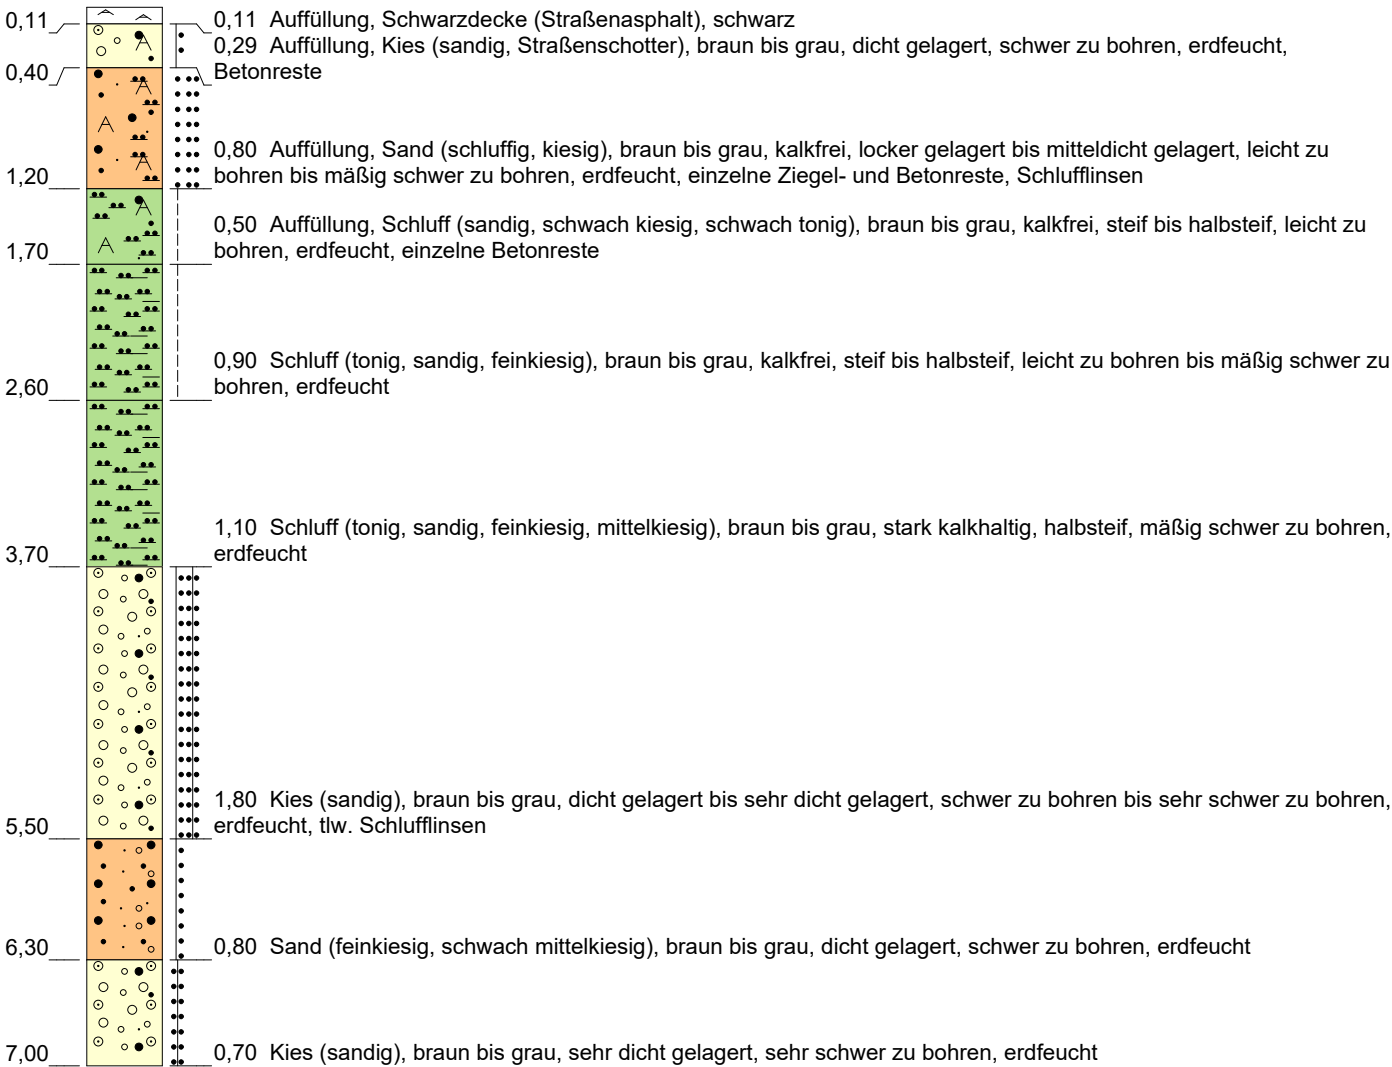 0,11
0,11 Auffüllung, Schwarzdecke (Straßenasphalt), schwarz
0,29 Auffüllung, Kies (sandig, Straßenschotter), braun bis grau, dicht gelagert, schwer zu bohren, erdfeucht,
Betonreste
0,40
0,80 Auffüllung, Sand (schluffig, kiesig), braun bis grau, kalkfrei, locker gelagert bis mitteldicht gelagert, leicht zu
bohren bis mäßig schwer zu bohren, erdfeucht, einzelne Ziegel- und Betonreste, Schlufflinsen
1,20
0,50 Auffüllung, Schluff (sandig, schwach kiesig, schwach tonig), braun bis grau, kalkfrei, steif bis halbsteif, leicht zu
bohren, erdfeucht, einzelne Betonreste
1,70
0,90 Schluff (tonig, sandig, feinkiesig), braun bis grau, kalkfrei, steif bis halbsteif, leicht zu bohren bis mäßig schwer zu
bohren, erdfeucht
2,60
1,10 Schluff (tonig, sandig, feinkiesig, mittelkiesig), braun bis grau, stark kalkhaltig, halbsteif, mäßig schwer zu bohren,
erdfeucht
3,70
1,80 Kies (sandig), braun bis grau, dicht gelagert bis sehr dicht gelagert, schwer zu bohren bis sehr schwer zu bohren,
erdfeucht, tlw. Schlufflinsen
5,50
0,80 Sand (feinkiesig, schwach mittelkiesig), braun bis grau, dicht gelagert, schwer zu bohren, erdfeucht
6,30
0,70 Kies (sandig), braun bis grau, sehr dicht gelagert, sehr schwer zu bohren, erdfeucht
7,00